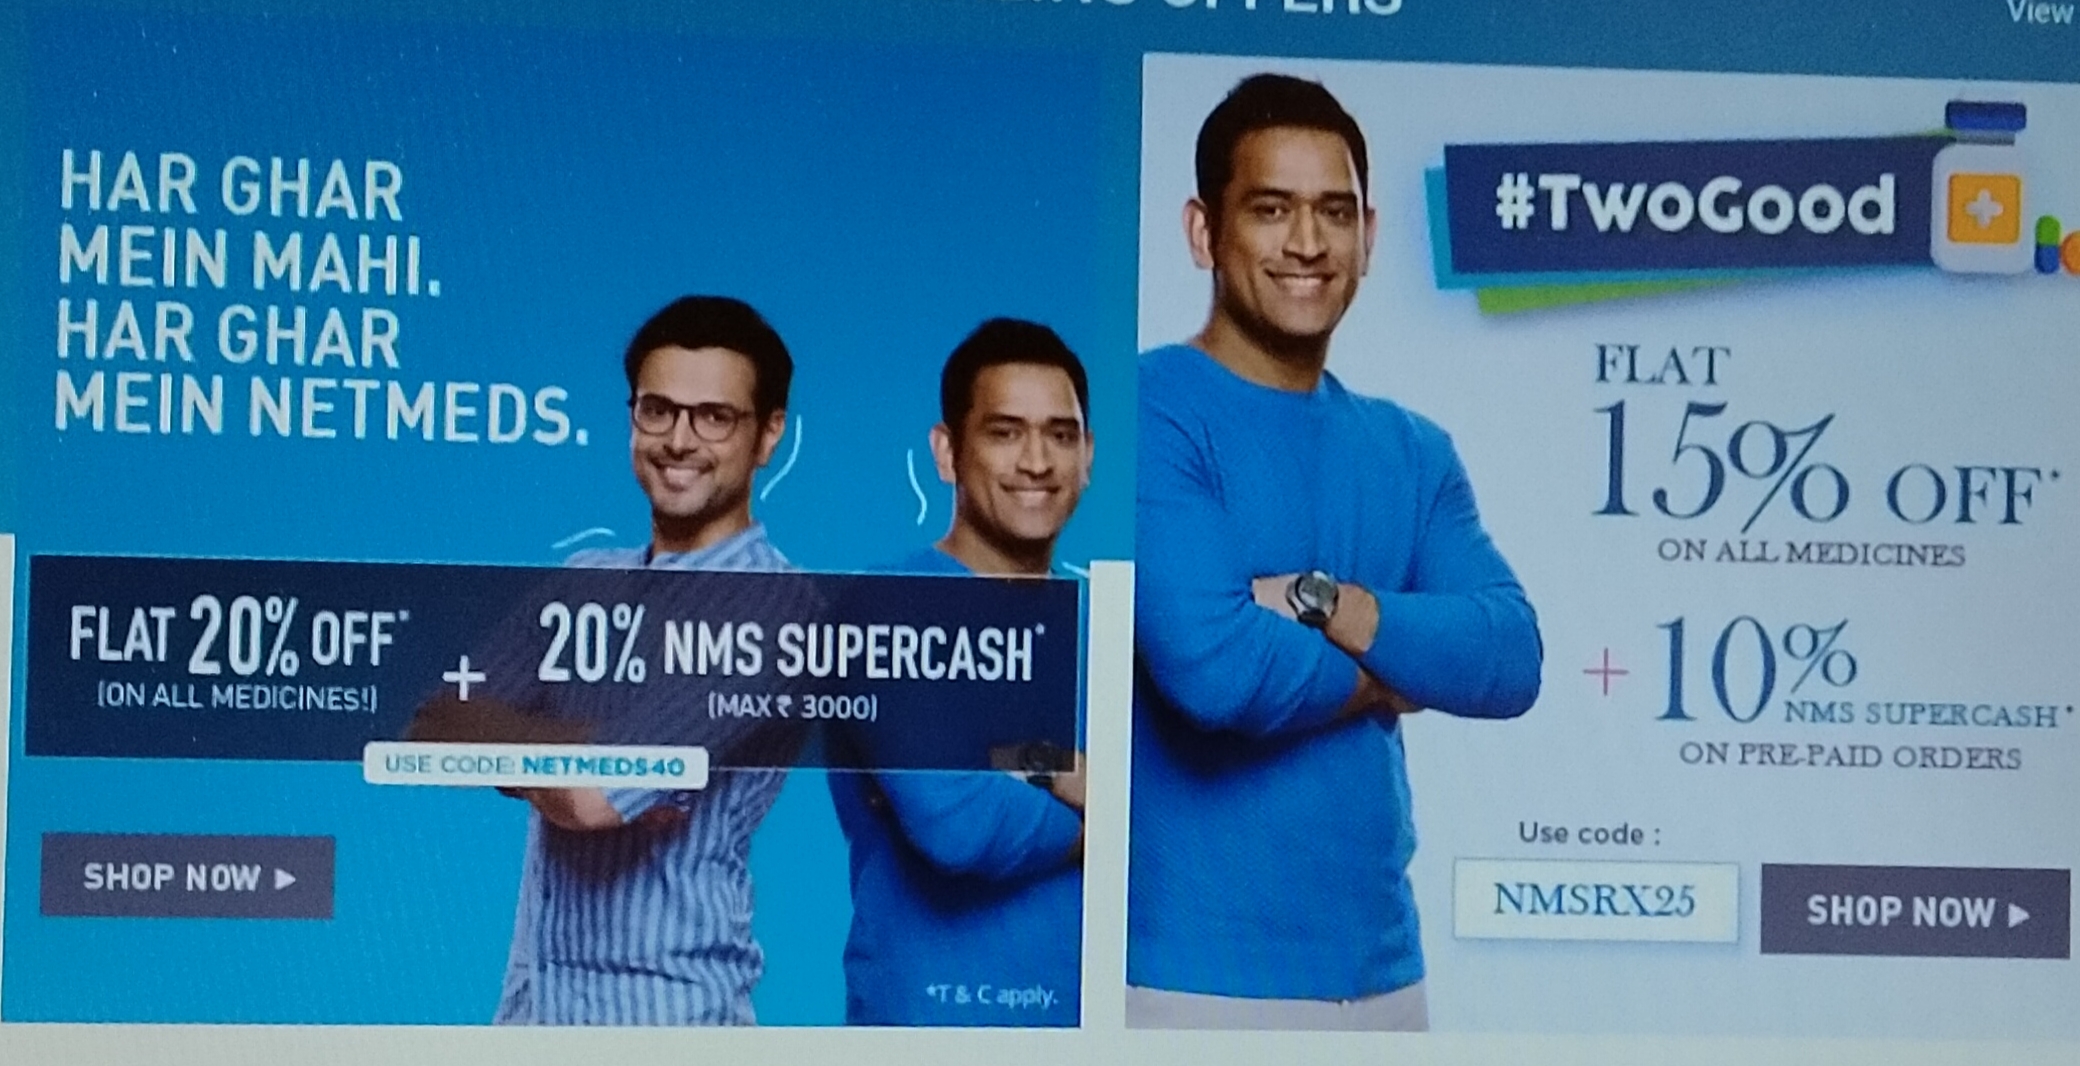 OFFERS
View
HAR GHAR
MEIN MAHI.
HAR GHAR
MEIN NETMEDS.
FLAT 20% OFF*
(ON ALL MEDICINES!)
+
20% NMS SUPERCASH*
(MAX ₹ 3000)
USE CODE: NETMEDS40
SHOP NOW ▶
*T & C apply.
#TWOGOOD
FLAT
15% OFF*
ON ALL MEDICINES
+ 10%
NMS SUPERCASH*
ON PRE-PAID ORDERS
Use code :
NMSRX25
SHOP NOW ▶